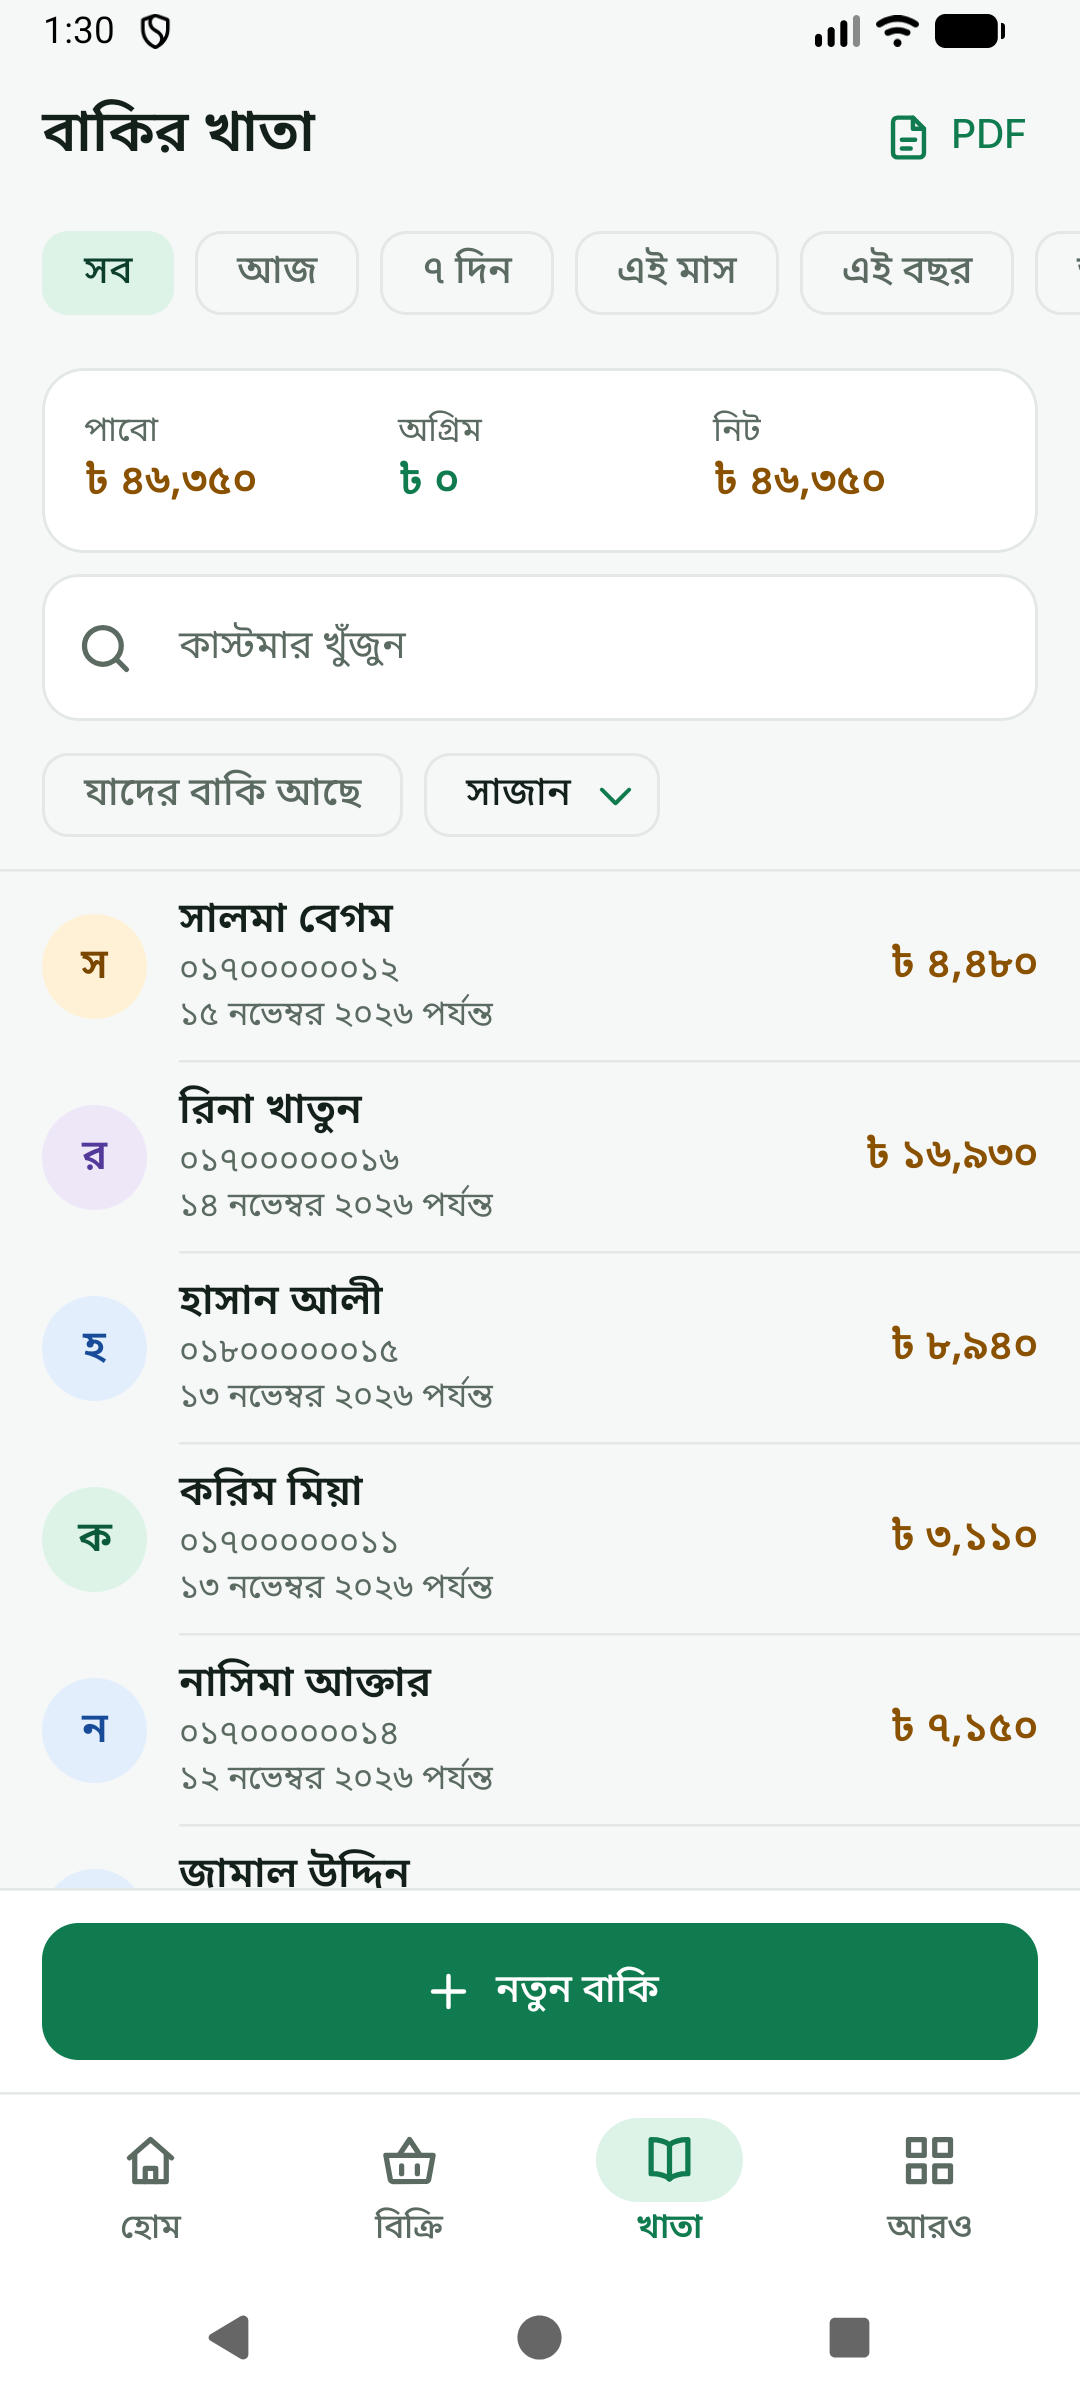 1:30
বাকির খাতা
PDF
সব
আজ
৭ দিন
এই মাস
এই বছর
পাবো
অগ্রিম
নিট
৳ ৪৬,৩৫০
৳ ০
৳ ৪৬,৩৫০
কাস্টমার খুঁজুন
যাদের বাকি আছে
সাজান
স
সালমা বেগম
০১৭০০০০০০১২
১৫ নভেম্বর ২০২৬ পর্যন্ত
৳ ৪,৪৮০
র
রিনা খাতুন
০১৭০০০০০০১৬
১৪ নভেম্বর ২০২৬ পর্যন্ত
৳ ১৬,৯৩০
হ
হাসান আলী
০১৮০০০০০০১৫
১৩ নভেম্বর ২০২৬ পর্যন্ত
৳ ৮,৯৪০
ক
করিম মিয়া
০১৭০০০০০০১১
১৩ নভেম্বর ২০২৬ পর্যন্ত
৳ ৩,১১০
ন
নাসিমা আক্তার
০১৭০০০০০০১৪
১২ নভেম্বর ২০২৬ পর্যন্ত
৳ ৭,১৫০
জামাল উদ্দিন
নতুন বাকি
হোম
বিক্রি
খাতা
আরও